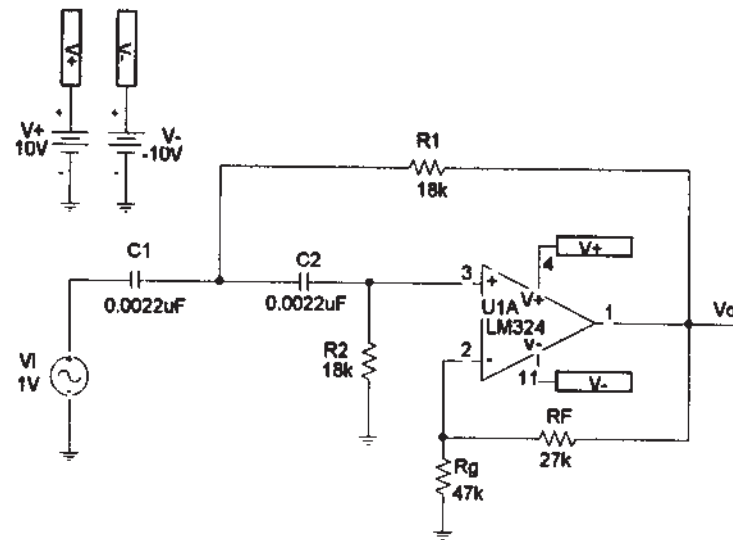 V+
V-
+
+
V+
10V
V-
-10V
-
-
R1
18k
C1
0.0022uF
C2
0.0022uF
3
+
V+
4
V+
U1A
LM324
1
Vo
2
-
V-
11
V-
R2
18k
VI
1V
RF
27k
Rg
47k